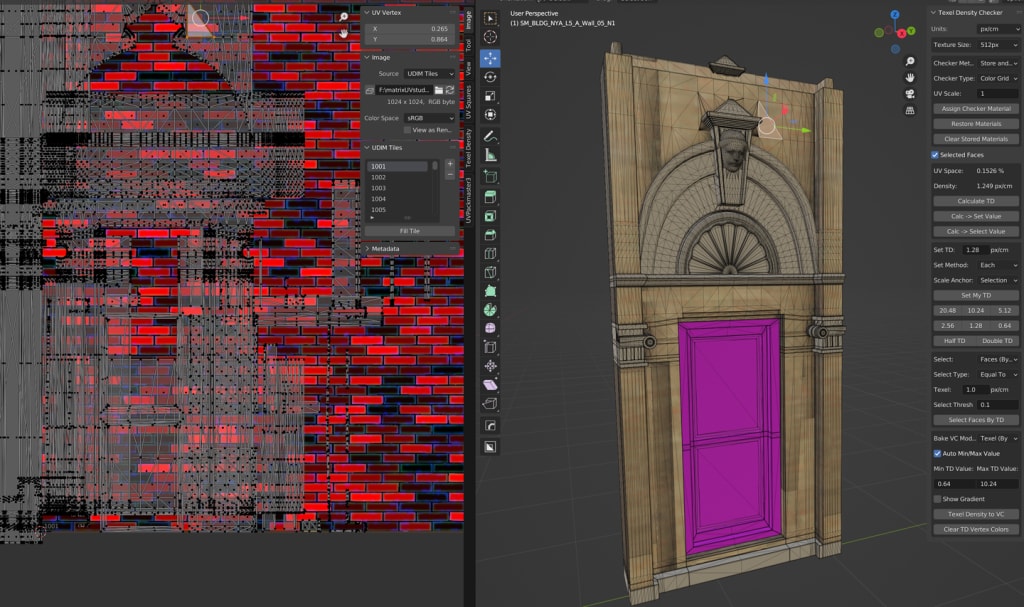 UV Vertex
X 0.265
Y 0.864
Image
Source UDIM Tiles
F:\matrixUVstud...
1024 x 1024, RGB byte
Color Space sRGB
View as Ren...
UDIM Tiles
1001
1002
1003
1004
1005
Fill Tile
Metadata
1001
Image
Tool
View
UV Squares
Texel Density
UVPackmaster3
User Perspective
(1) SM_BLDG_NYA_L5_A_Wall_05_N1
Z
X
Y
Texel Density Checker
Units: px/cm
Texture Size: 512px
Checker Met... Store and...
Checker Type: Color Grid
UV Scale: 1
Assign Checker Material
Restore Materials
Clear Stored Materials
Selected Faces
UV Space: 0.1526 %
Density: 1.249 px/cm
Calculate TD
Calc -> Set Value
Calc -> Select Value
Set TD: 1.28 px/cm
Set Method: Each
Scale Anchor: Selection
Set My TD
20.48 10.24 5.12
2.56 1.28 0.64
Half TD Double TD
Select: Faces (By...
Select Type: Equal To
Texel: 1.0 px/cm
Select Thresh 0.1
Select Faces By TD
Bake VC Mod... Texel (By
Auto Min/Max Value
Min TD Value: Max TD Value:
0.64 10.24
Show Gradient
Texel Density to VC
Clear TD Vertex Colors